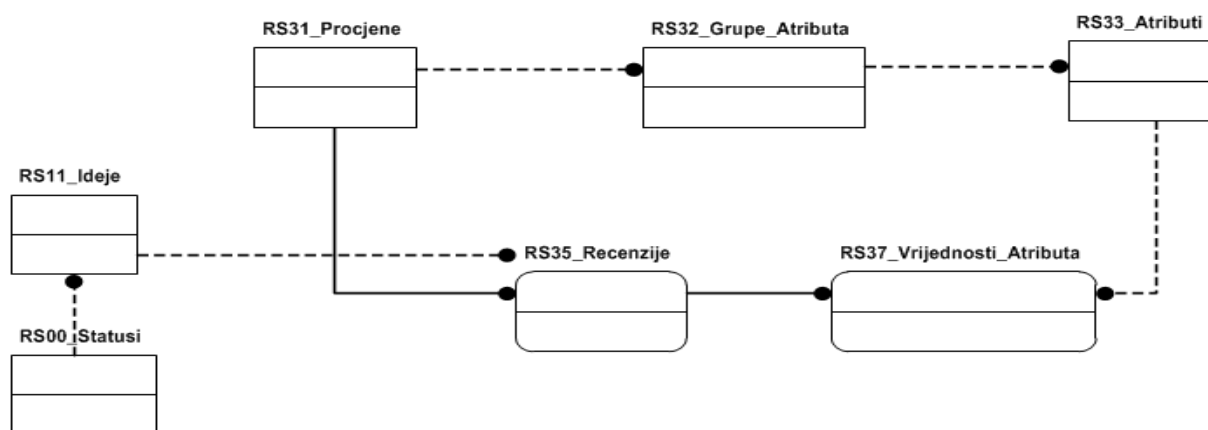 RS31_Procjene
RS32_Grupe_Atributa
RS33_Atributi
RS11_Ideje
RS35_Recenzije
RS37_Vrijednosti_Atributa
RS00_Statusi